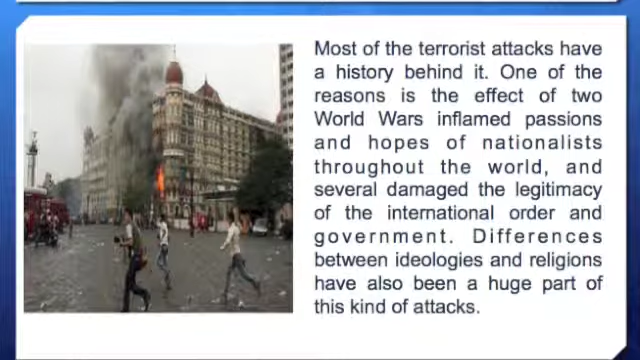 Most of the terrorist attacks have
a history behind it. One of the
reasons is the effect of two
World Wars inflamed passions
and hopes of nationalists
throughout the world, and
several damaged the legitimacy
of the international order and
government. Differences
between ideologies and religions
have also been a huge part of
this kind of attacks.